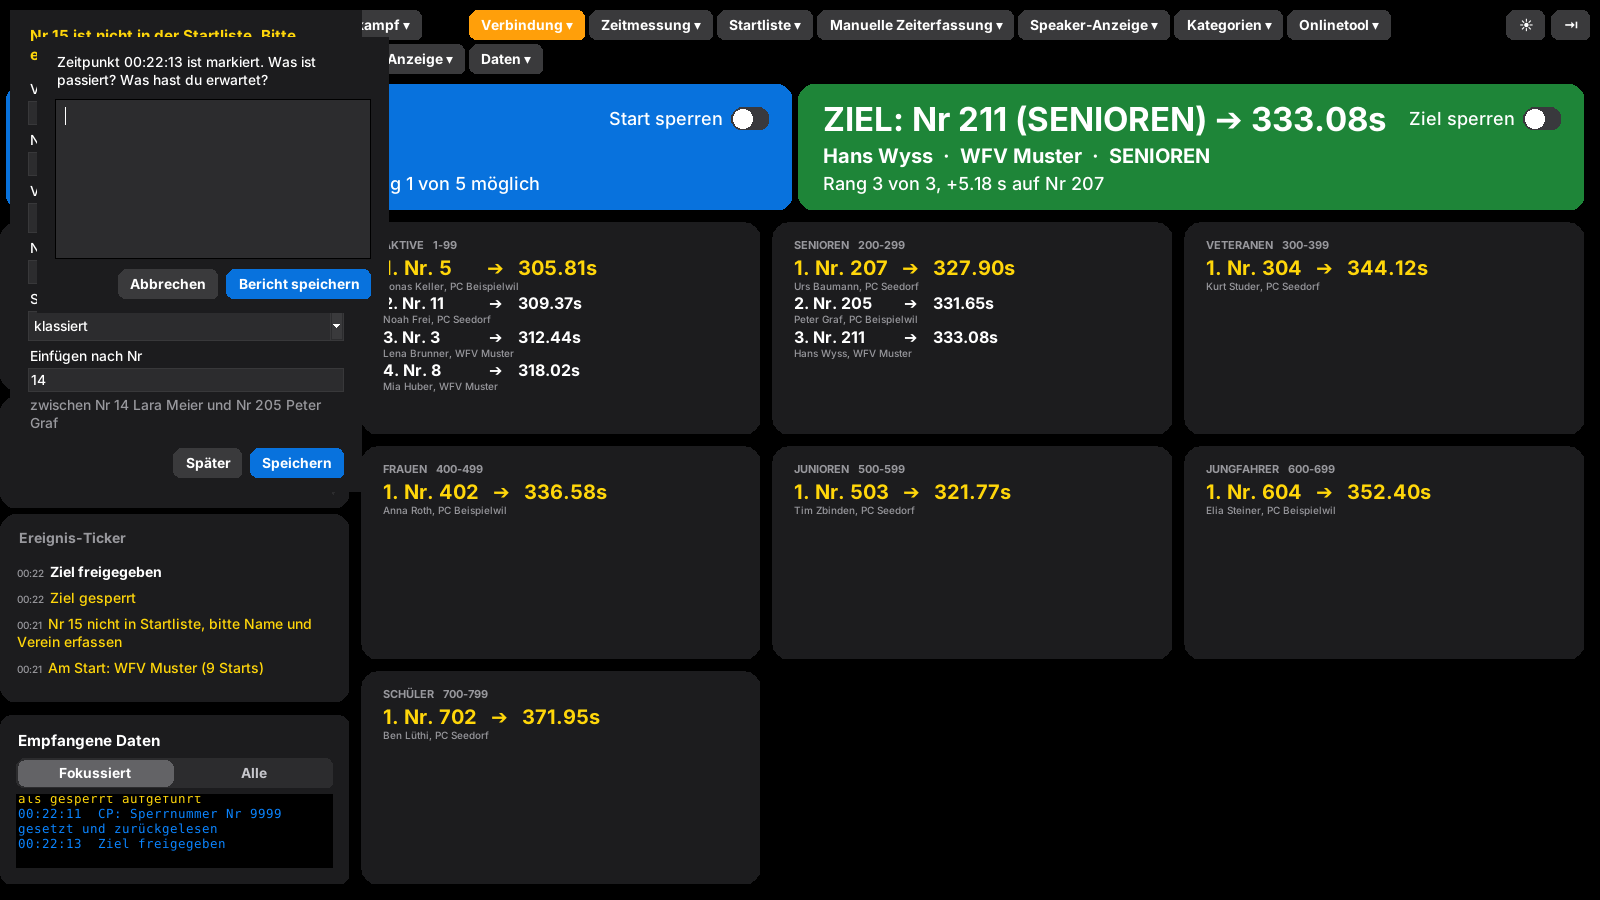 Nr 15 ist nicht in der Startliste. Bitte
Zeitpunkt 00:22:13 ist markiert. Was ist
passiert? Was hast du erwartet?
Abbrechen
Bericht speichern
klassiert
Einfügen nach Nr
14
zwischen Nr 14 Lara Meier und Nr 205 Peter
Graf
Später
Speichern
Verbindung ▾
Zeitmessung ▾
Startliste ▾
Manuelle Zeiterfassung ▾
Speaker-Anzeige ▾
Kategorien ▾
Onlinetool ▾
Anzeige ▾
Daten ▾
Start sperren
g 1 von 5 möglich
ZIEL: Nr 211 (SENIOREN) ➔ 333.08s
Ziel sperren
Hans Wyss · WFV Muster · SENIOREN
Rang 3 von 3, +5.18 s auf Nr 207
AKTIVE 1-99
1. Nr. 5 ➔ 305.81s
Jonas Keller, PC Beispielwil
2. Nr. 11 ➔ 309.37s
Noah Frei, PC Seedorf
3. Nr. 3 ➔ 312.44s
Lena Brunner, WFV Muster
4. Nr. 8 ➔ 318.02s
Mia Huber, WFV Muster
SENIOREN 200-299
1. Nr. 207 ➔ 327.90s
Urs Baumann, PC Seedorf
2. Nr. 205 ➔ 331.65s
Peter Graf, PC Beispielwil
3. Nr. 211 ➔ 333.08s
Hans Wyss, WFV Muster
VETERANEN 300-399
1. Nr. 304 ➔ 344.12s
Kurt Studer, PC Seedorf
FRAUEN 400-499
1. Nr. 402 ➔ 336.58s
Anna Roth, PC Beispielwil
JUNIOREN 500-599
1. Nr. 503 ➔ 321.77s
Tim Zbinden, PC Seedorf
JUNGFAHRER 600-699
1. Nr. 604 ➔ 352.40s
Elia Steiner, PC Beispielwil
SCHÜLER 700-799
1. Nr. 702 ➔ 371.95s
Ben Lüthi, PC Seedorf
Ereignis-Ticker
00:22 Ziel freigegeben
00:22 Ziel gesperrt
00:21 Nr 15 nicht in Startliste, bitte Name und
Verein erfassen
00:21 Am Start: WFV Muster (9 Starts)
Empfangene Daten
Fokussiert
Alle
als gesperrt aufgeführt
00:22:11 CP: Sperrnummer Nr 9999
gesetzt und zurückgelesen
00:22:13 Ziel freigegeben